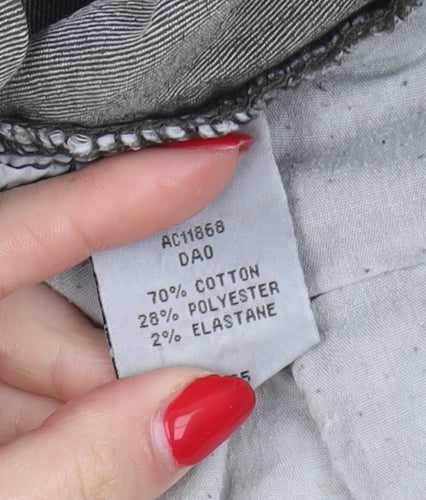 AC11868
DAO
70% COTTON
28% POLYESTER
2% ELASTANE